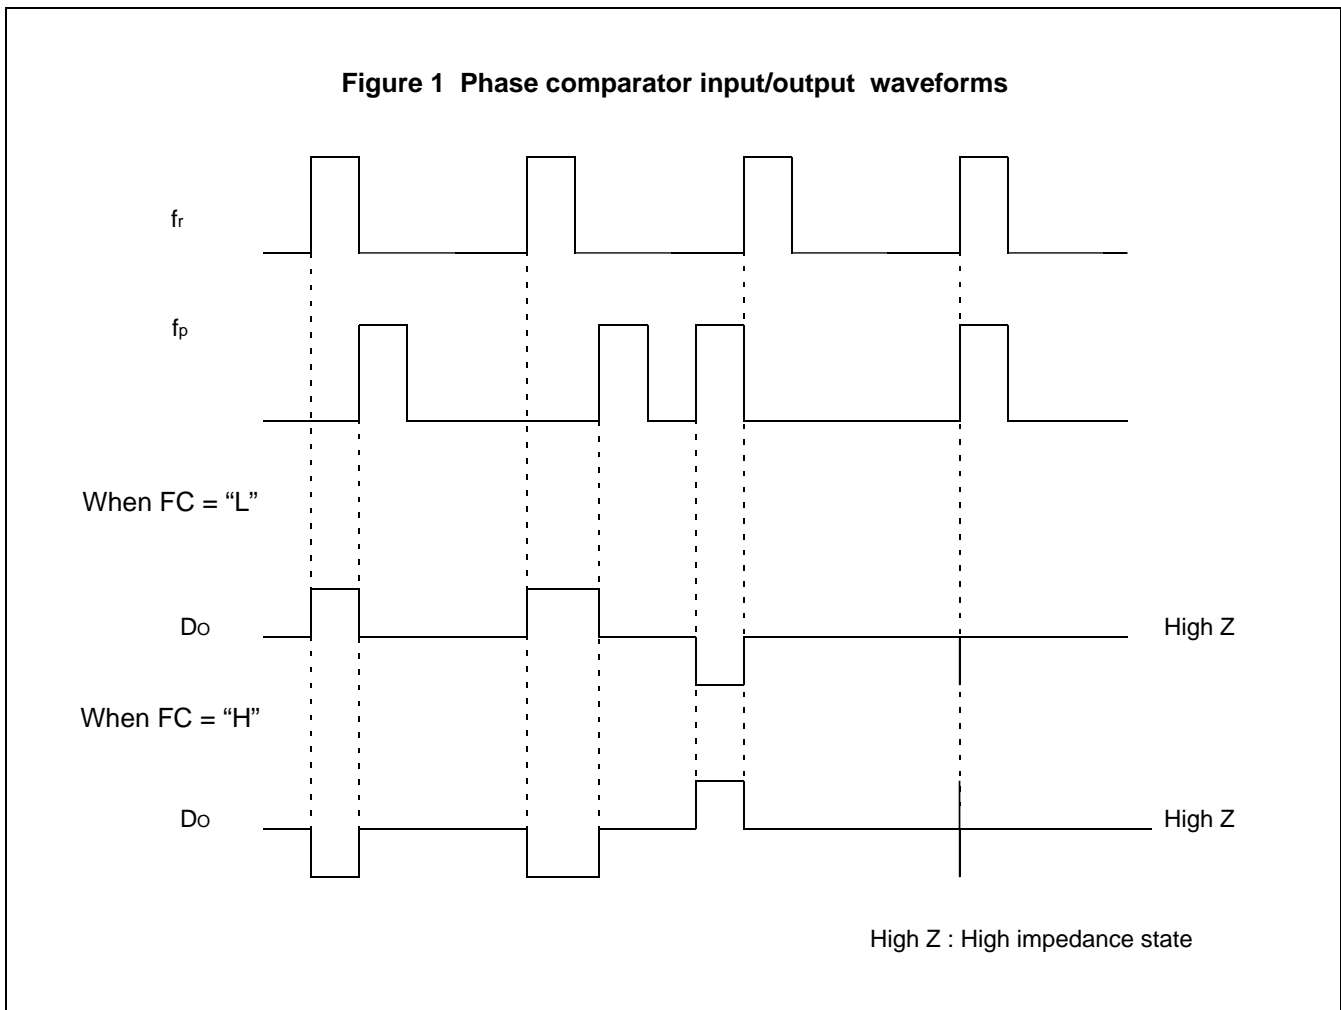 Figure 1 Phase comparator input/output waveforms
fr
fp
When FC = “L”
Do
High Z
When FC = “H”
Do
High Z
High Z : High impedance state